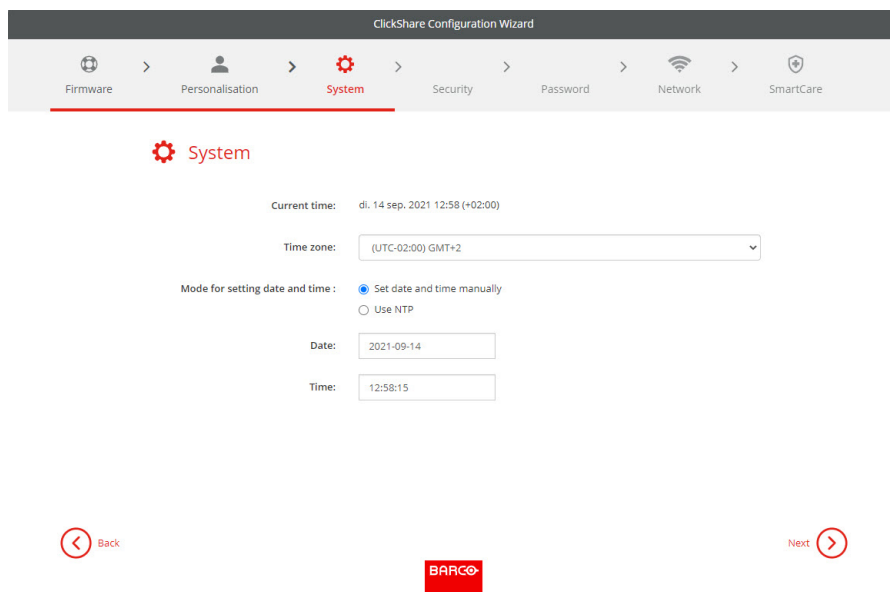 ClickShare Configuration Wizard
Firmware > Personalisation > System > Security > Password > Network > SmartCare
System
Current time: di. 14 sep. 2021 12:58 (+02:00)
Time zone: (UTC-02:00) GMT+2
Mode for setting date and time : Set date and time manually
Use NTP
Date: 2021-09-14
Time: 12:58:15
Back Next
BARCO